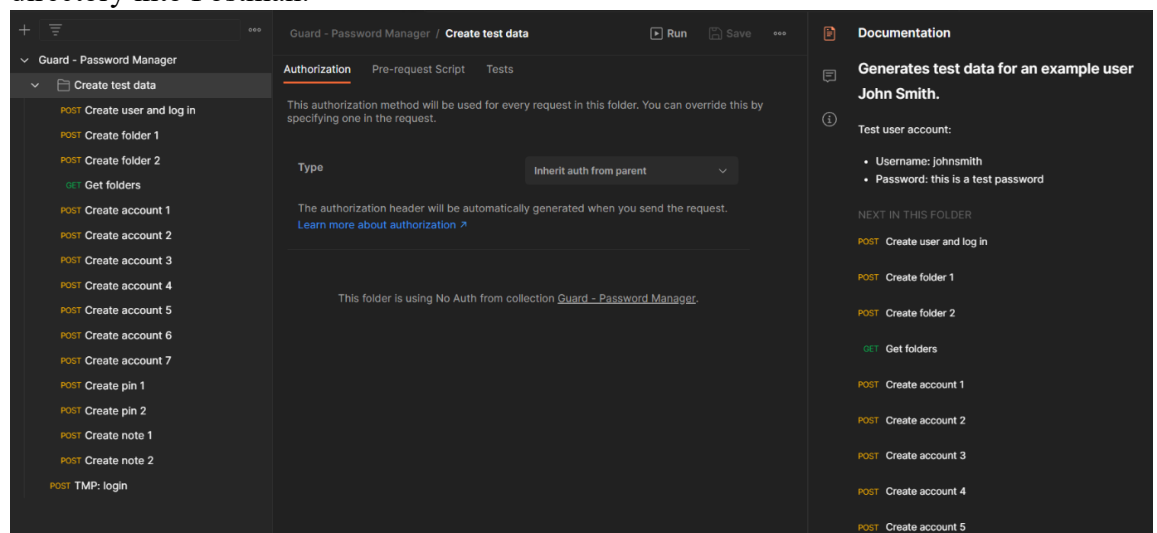 directory into Postman.
Guard - Password Manager
Create test data
POST Create user and log in
POST Create folder 1
POST Create folder 2
GET Get folders
POST Create account 1
POST Create account 2
POST Create account 3
POST Create account 4
POST Create account 5
POST Create account 6
POST Create account 7
POST Create pin 1
POST Create pin 2
POST Create note 1
POST Create note 2
POST TMP: login
Guard - Password Manager / Create test data
Run Save
Authorization Pre-request Script Tests
This authorization method will be used for every request in this folder. You can override this by
specifying one in the request.
Type Inherit auth from parent
The authorization header will be automatically generated when you send the request.
Learn more about authorization ↗
This folder is using No Auth from collection Guard - Password Manager.
Documentation
Generates test data for an example user
John Smith.
Test user account:
• Username: johnsmith
• Password: this is a test password
NEXT IN THIS FOLDER
POST Create user and log in
POST Create folder 1
POST Create folder 2
GET Get folders
POST Create account 1
POST Create account 2
POST Create account 3
POST Create account 4
POST Create account 5